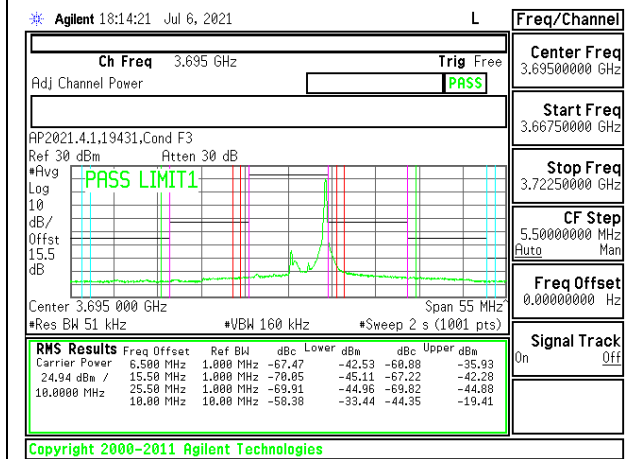 Agilent 18:14:21 Jul 6, 2021 L
Freq/Channel
Ch Freq 3.695 GHz Trig Free
Adj Channel Power PASS
Center Freq
3.69500000 GHz
Start Freq
3.66750000 GHz
Stop Freq
3.72250000 GHz
CF Step
5.50000000 MHz
Auto Man
Freq Offset
0.00000000 Hz
Signal Track
On Off
AP2021.4.1,19431,Cond F3
Ref 30 dBm Atten 30 dB
#Avg
Log
10
dB/
Offst
15.5
dB
PASS LIMIT1
Center 3.695 000 GHz Span 55 MHz
#Res BW 51 kHz #VBW 160 kHz #Sweep 2 s (1001 pts)
RMS Results Freq Offset Ref BW dBc Lower dBm dBc Upper dBm
Carrier Power 6.500 MHz 1.000 MHz -67.47 -42.53 -60.88 -35.93
24.94 dBm / 15.50 MHz 1.000 MHz -70.05 -45.11 -67.22 -42.28
10.0000 MHz 25.50 MHz 1.000 MHz -69.91 -44.96 -69.82 -44.88
10.00 MHz 10.00 MHz -58.38 -33.44 -44.35 -19.41
Copyright 2000-2011 Agilent Technologies